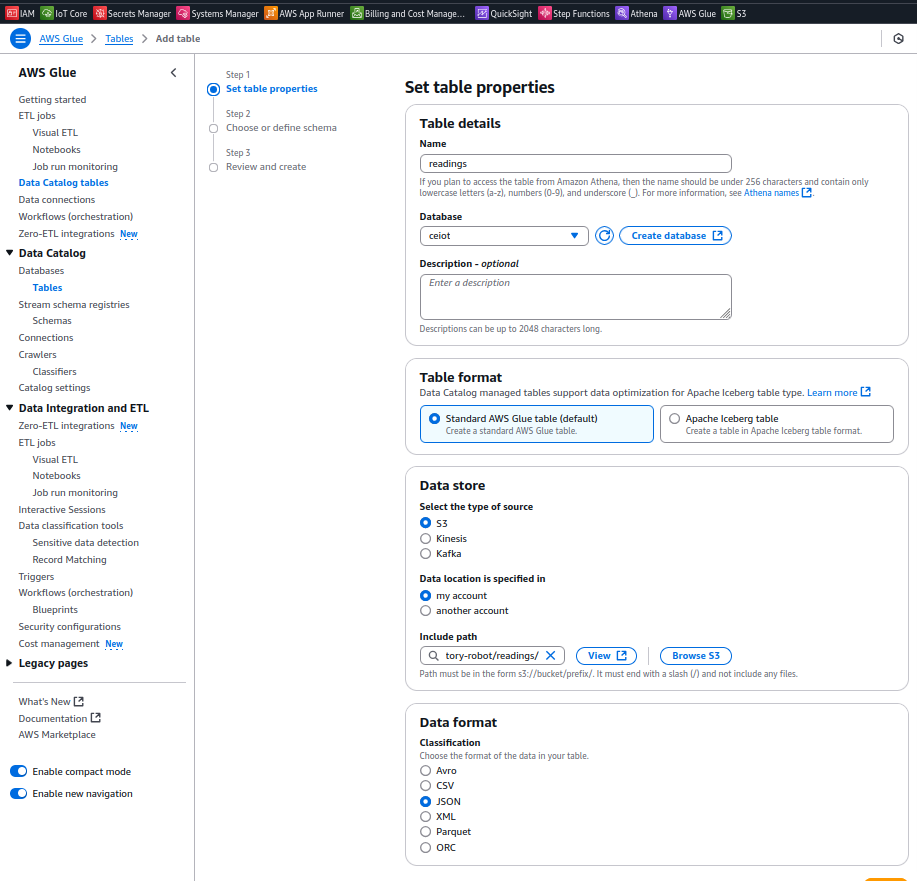 IAM IoT Core Secrets Manager Systems Manager AWS App Runner Billing and Cost Manage... QuickSight Step Functions Athena AWS Glue S3
AWS Glue > Tables > Add table
AWS Glue
Getting started
ETL jobs
Visual ETL
Notebooks
Job run monitoring
Data Catalog tables
Data connections
Workflows (orchestration)
Zero-ETL integrations New
Data Catalog
Databases
Tables
Stream schema registries
Schemas
Connections
Crawlers
Classifiers
Catalog settings
Data Integration and ETL
Zero-ETL integrations New
ETL jobs
Visual ETL
Notebooks
Job run monitoring
Interactive Sessions
Data classification tools
Sensitive data detection
Record Matching
Triggers
Workflows (orchestration)
Blueprints
Security configurations
Cost management New
Legacy pages
What's New
Documentation
AWS Marketplace
Enable compact mode
Enable new navigation
Step 1
Set table properties
Step 2
Choose or define schema
Step 3
Review and create
Set table properties
Table details
Name
readings
If you plan to access the table from Amazon Athena, then the name should be under 256 characters and contain only
lowercase letters (a-z), numbers (0-9), and underscore (_). For more information, see Athena names.
Database
ceiot
Create database
Description - optional
Enter a description
Descriptions can be up to 2048 characters long.
Table format
Data Catalog managed tables support data optimization for Apache Iceberg table type. Learn more
Standard AWS Glue table (default)
Create a standard AWS Glue table.
Apache Iceberg table
Create a table in Apache Iceberg table format.
Data store
Select the type of source
S3
Kinesis
Kafka
Data location is specified in
my account
another account
Include path
tory-robot/readings/
View
Browse S3
Path must be in the form s3://bucket/prefix/. It must end with a slash (/) and not include any files.
Data format
Classification
Choose the format of the data in your table.
Avro
CSV
JSON
XML
Parquet
ORC